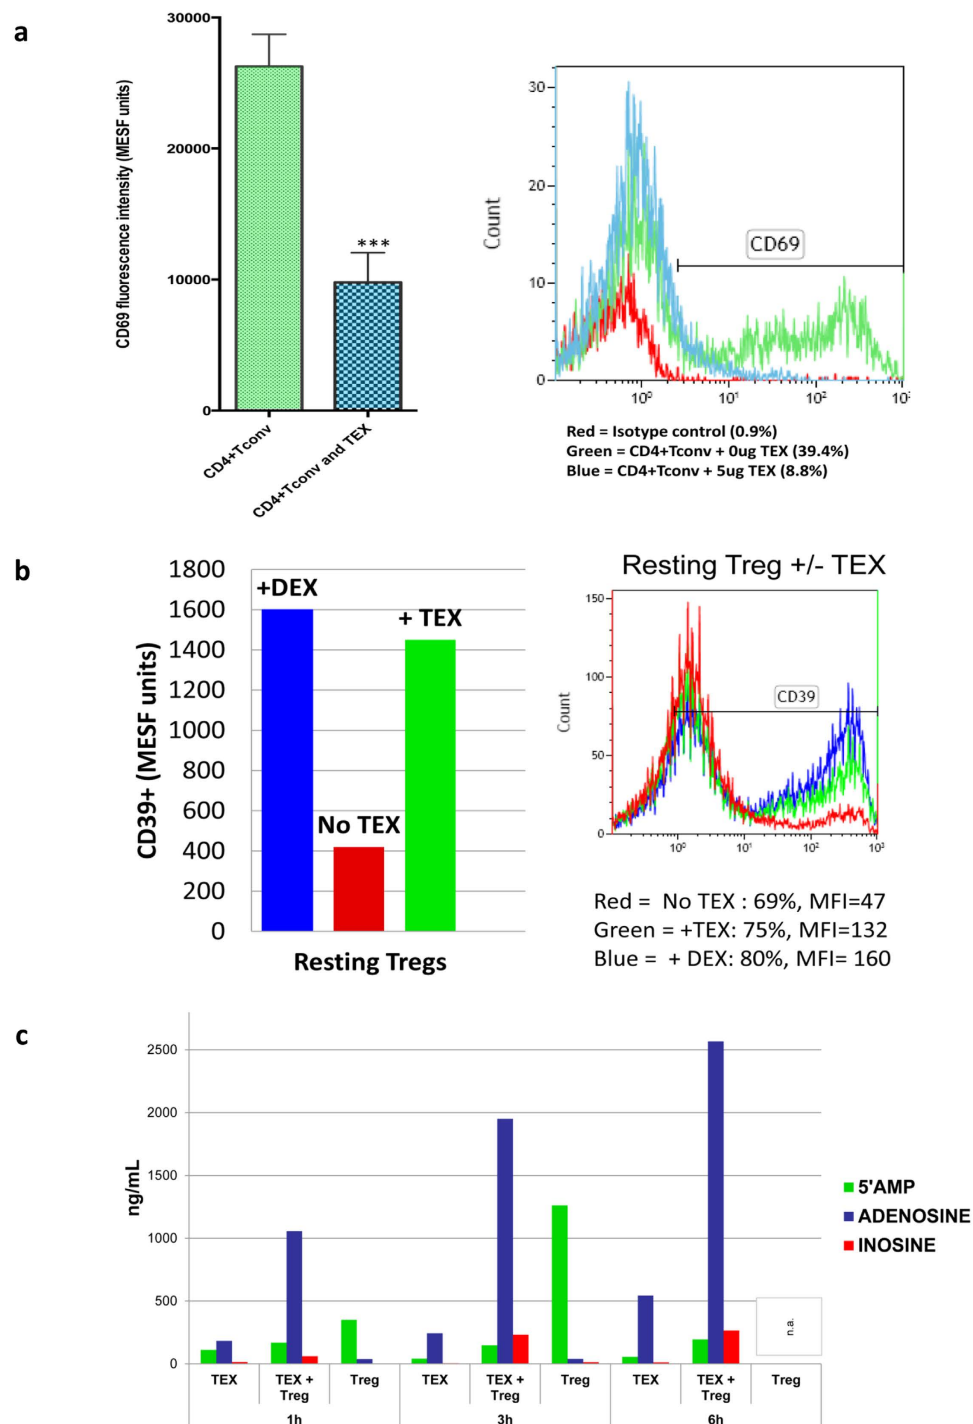 a
CD69 fluorescence intensity (MESF units)
30000
20000
10000
0
***
CD4+Tconv
CD4+Tconv and TEX
Count
30
20
10
0
CD69
10⁰
10¹
10²
10³
Red = Isotype control (0.9%)
Green = CD4+Tconv + 0ug TEX (39.4%)
Blue = CD4+Tconv + 5ug TEX (8.8%)
b
CD39+ (MESF units)
1800
1600
1400
1200
1000
800
600
400
200
0
+DEX
No TEX
+ TEX
Resting Tregs
Resting Treg +/- TEX
Count
150
100
50
0
CD39
10⁰
10¹
10²
10³
Red = No TEX : 69%, MFI=47
Green = +TEX: 75%, MFI=132
Blue = + DEX: 80%, MFI= 160
c
ng/mL
2500
2000
1500
1000
500
0
n.a.
TEX
TEX +
Treg
Treg
TEX
TEX +
Treg
Treg
TEX
TEX +
Treg
Treg
1h
3h
6h
5'AMP
ADENOSINE
INOSINE